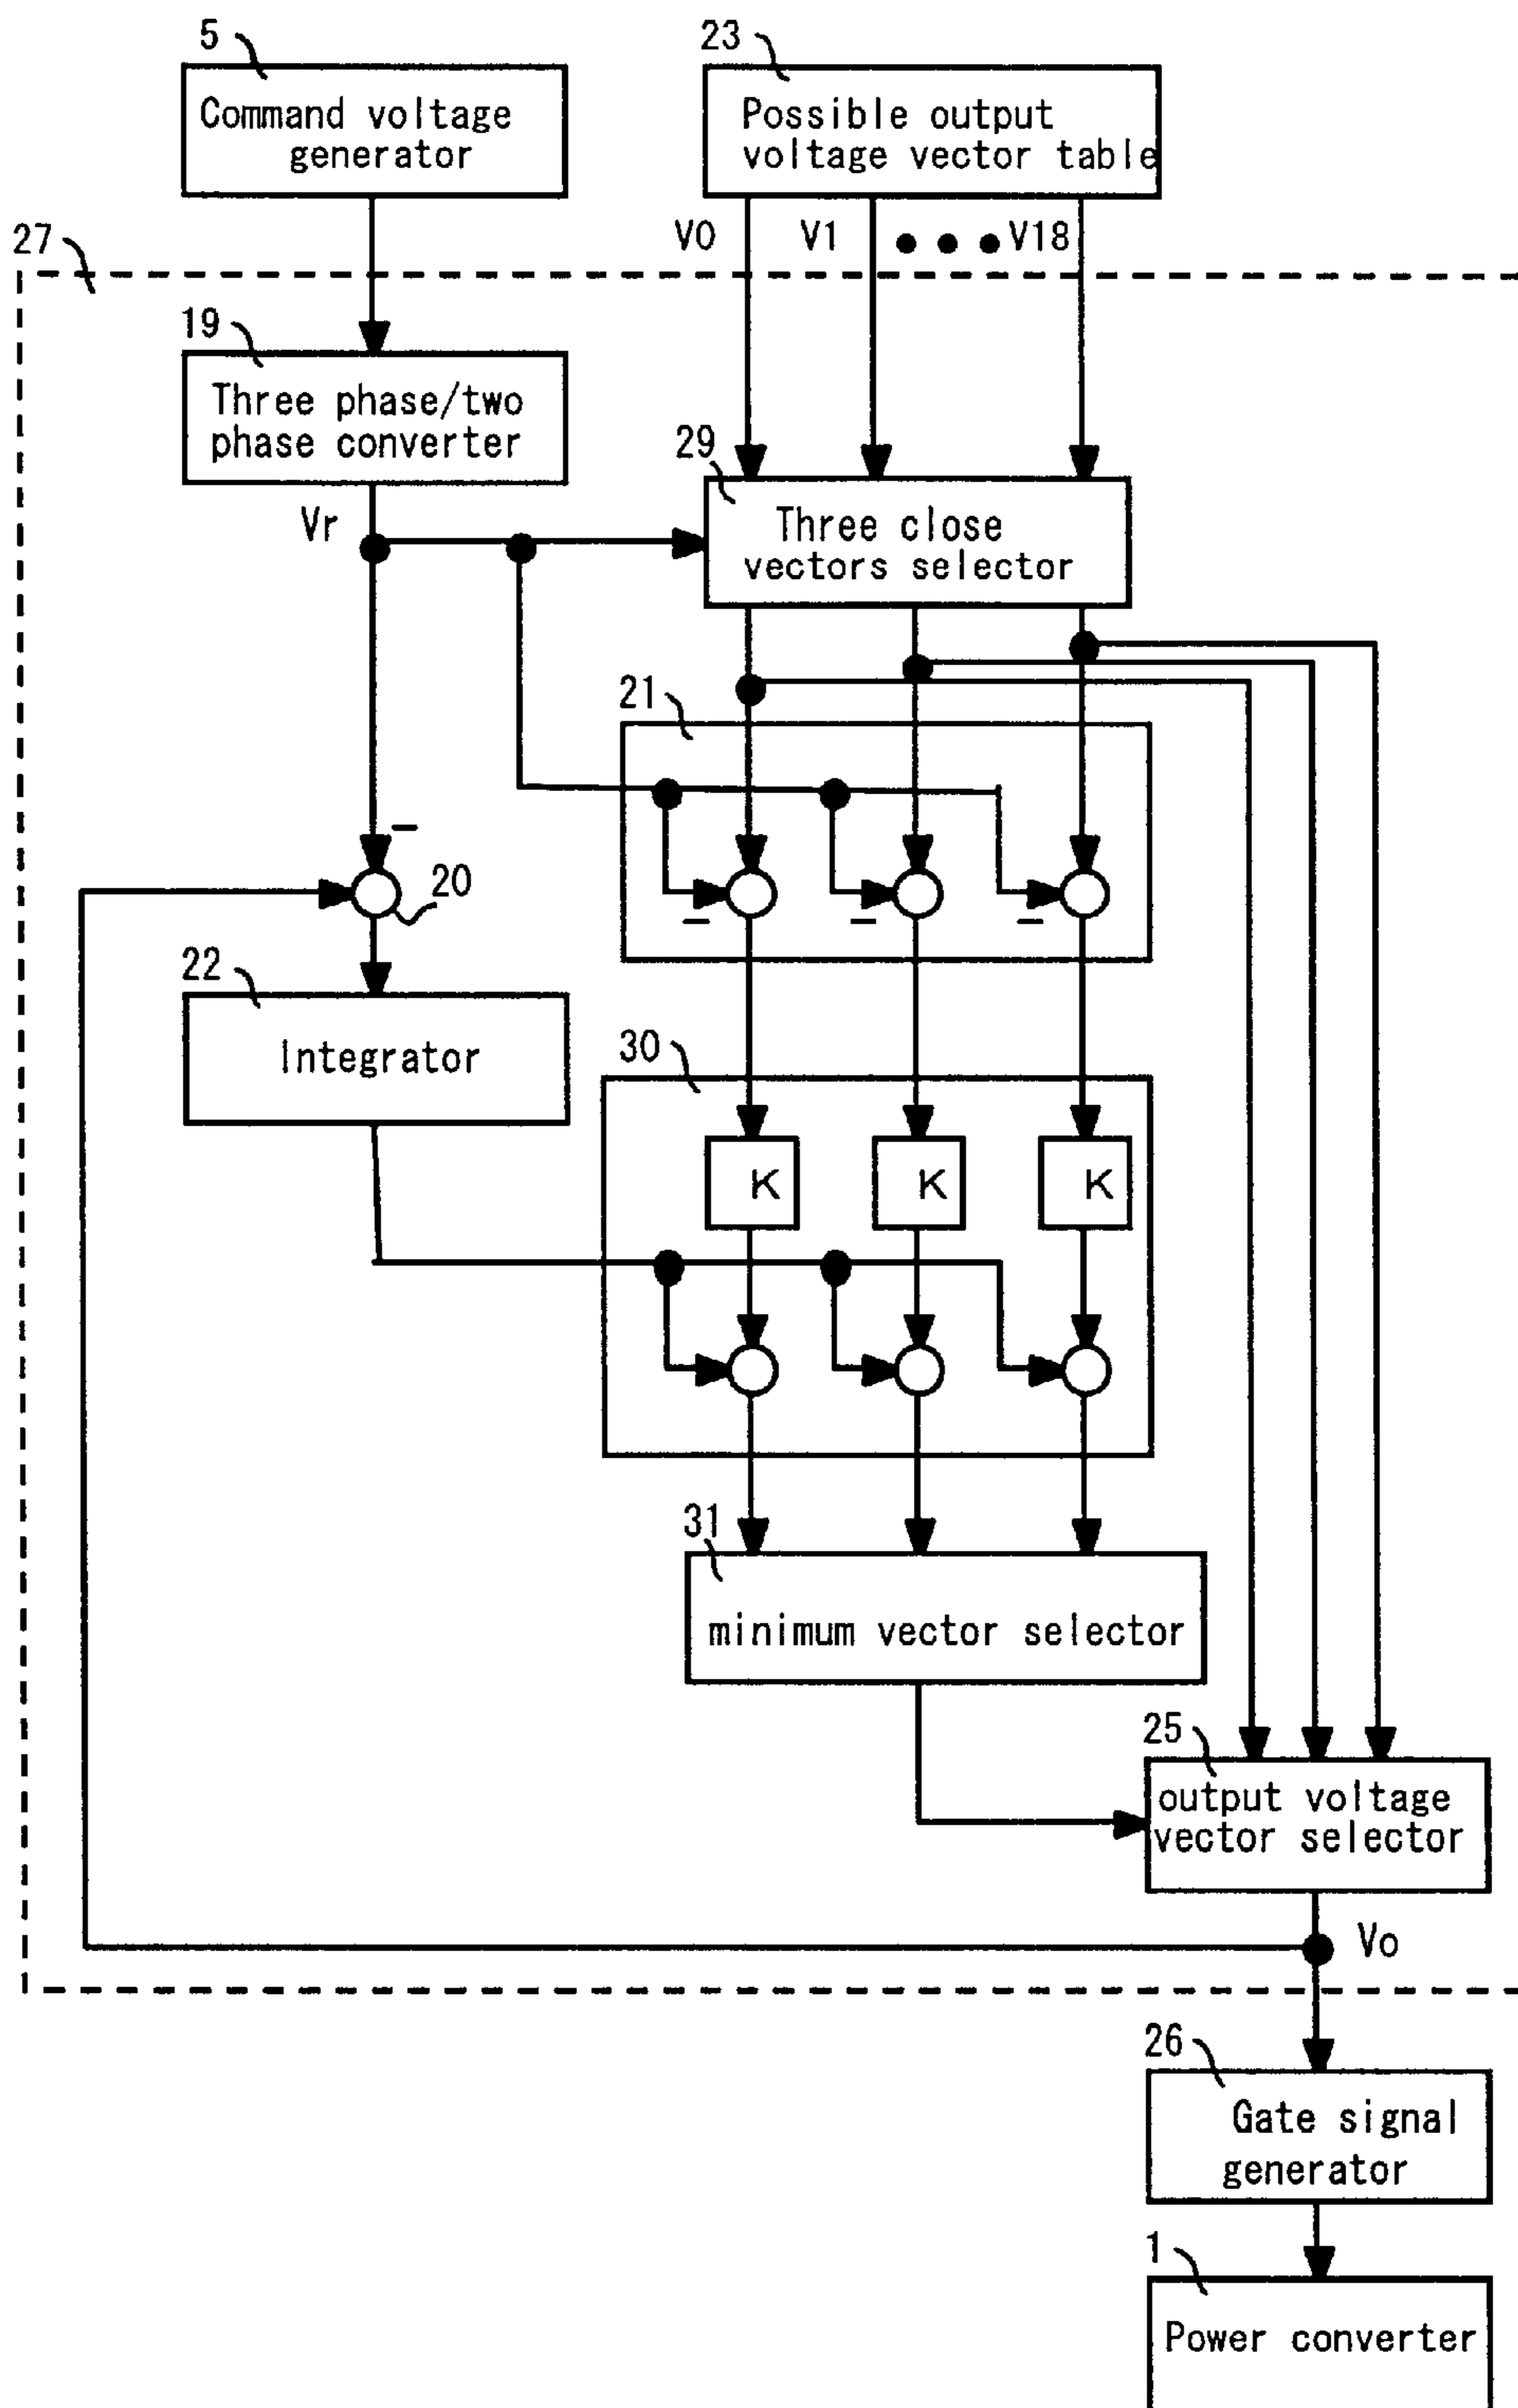 5
23
Command voltage
generator
Possible output
voltage vector table
27
V0
V1
•••
V18
19
Three phase/two
phase converter
29
Vr
Three close
vectors selector
21
−
20
− − −
22
Integrator
30
K K K
31
minimum vector selector
25
output voltage
vector selector
Vo
26
Gate signal
generator
1
Power converter